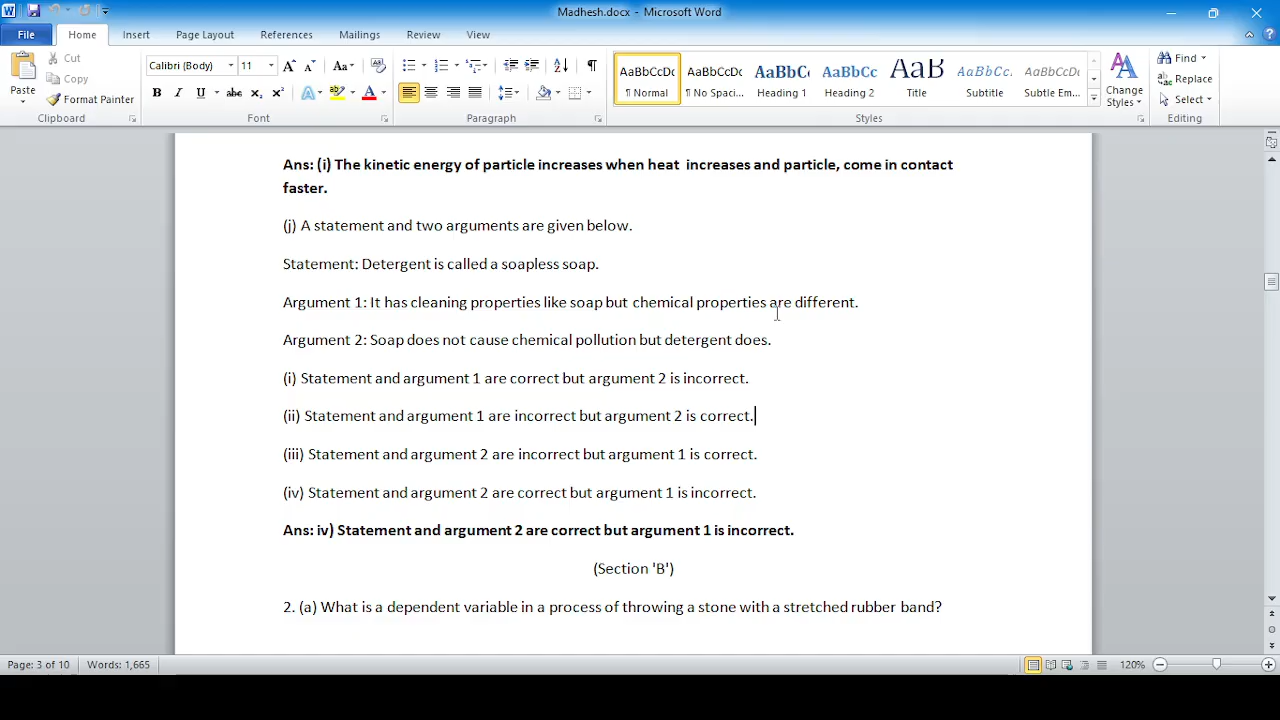 Madhesh.docx - Microsoft Word
File Home Insert Page Layout References Mailings Review View
Paste Cut Copy Format Painter Clipboard
Calibri (Body) 11 Font
Paragraph
AaBbCcDc AaBbCcDc AaBbC AaBbCc AaB AaBbCc. AaBbCcDc
¶ Normal ¶ No Spaci... Heading 1 Heading 2 Title Subtitle Subtle Em...
Change Styles Styles
Find Replace Select Editing
Ans: (i) The kinetic energy of particle increases when heat increases and particle, come in contact
faster.
(j) A statement and two arguments are given below.
Statement: Detergent is called a soapless soap.
Argument 1: It has cleaning properties like soap but chemical properties are different.
Argument 2: Soap does not cause chemical pollution but detergent does.
(i) Statement and argument 1 are correct but argument 2 is incorrect.
(ii) Statement and argument 1 are incorrect but argument 2 is correct.
(iii) Statement and argument 2 are incorrect but argument 1 is correct.
(iv) Statement and argument 2 are correct but argument 1 is incorrect.
Ans: iv) Statement and argument 2 are correct but argument 1 is incorrect.
(Section 'B')
2. (a) What is a dependent variable in a process of throwing a stone with a stretched rubber band?
Page: 3 of 10 Words: 1,665 120%